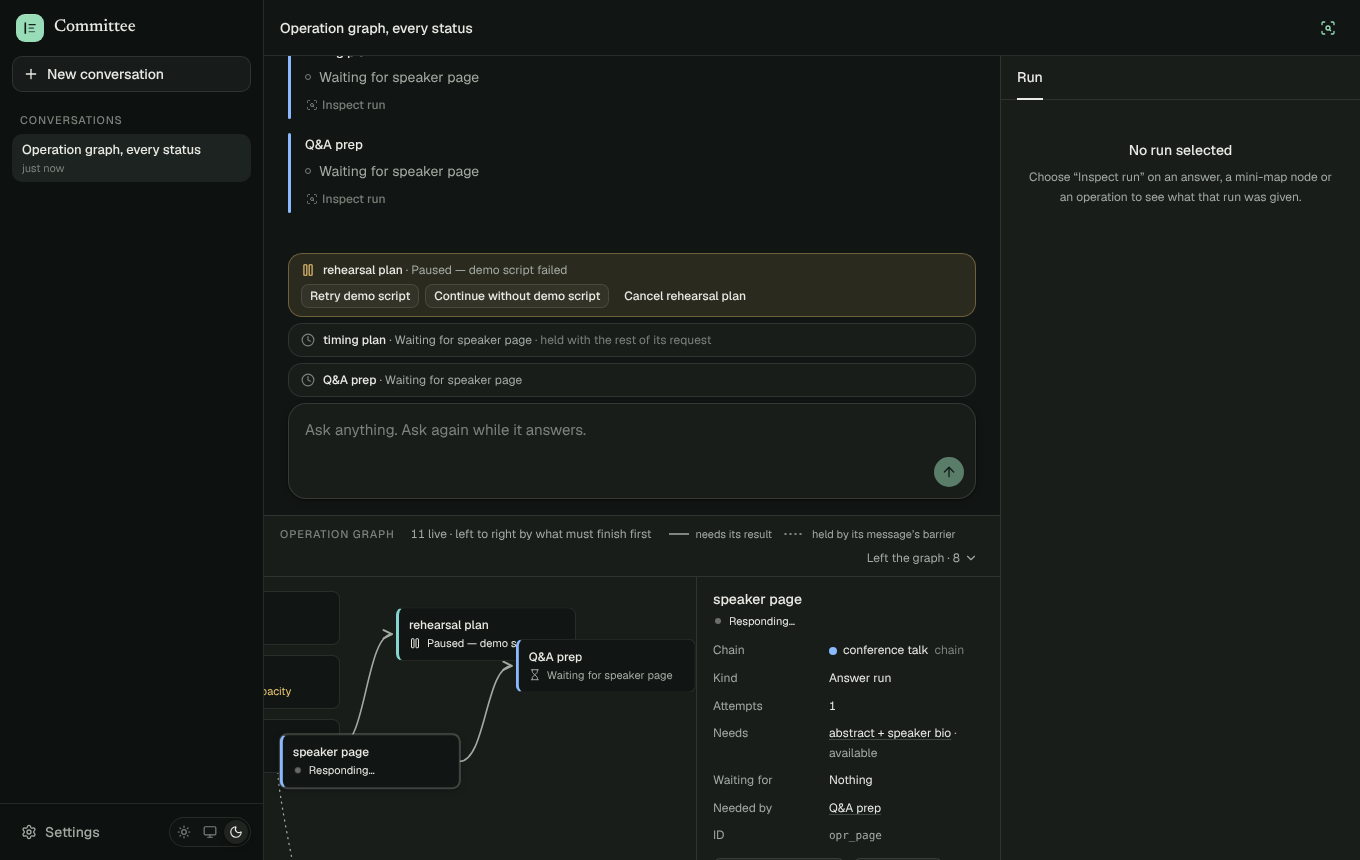 Committee
New conversation
CONVERSATIONS
Operation graph, every status
just now
Settings
Operation graph, every status
Waiting for speaker page
Inspect run
Q&A prep
Waiting for speaker page
Inspect run
rehearsal plan · Paused — demo script failed
Retry demo script
Continue without demo script
Cancel rehearsal plan
timing plan · Waiting for speaker page · held with the rest of its request
Q&A prep · Waiting for speaker page
Ask anything. Ask again while it answers.
OPERATION GRAPH 11 live · left to right by what must finish first needs its result held by its message's barrier
Left the graph · 8
rehearsal plan
Paused — demo s
Q&A prep
Waiting for speaker page
speaker page
Responding…
speaker page
Responding…
Chain conference talk chain
Kind Answer run
Attempts 1
Needs abstract + speaker bio ·
available
Waiting for Nothing
Needed by Q&A prep
ID opr_page
Run
No run selected
Choose “Inspect run” on an answer, a mini-map node or
an operation to see what that run was given.